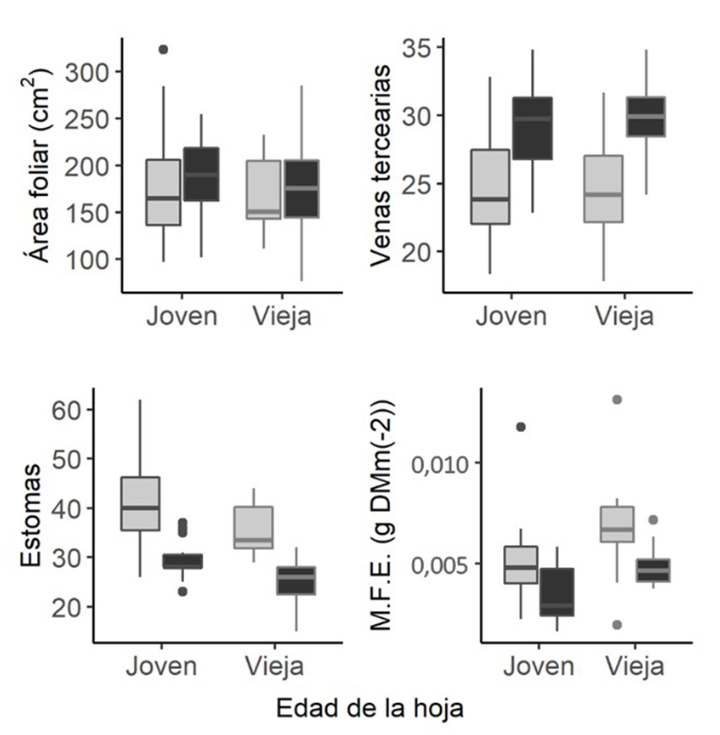 Área foliar (cm²)
300
250
200
150
100
Joven Vieja
Venas tercearias
35
30
25
20
Joven Vieja
Estomas
60
50
40
30
20
Joven Vieja
M.F.E. (g DMm(-2))
0,010
0,005
Joven Vieja
Edad de la hoja